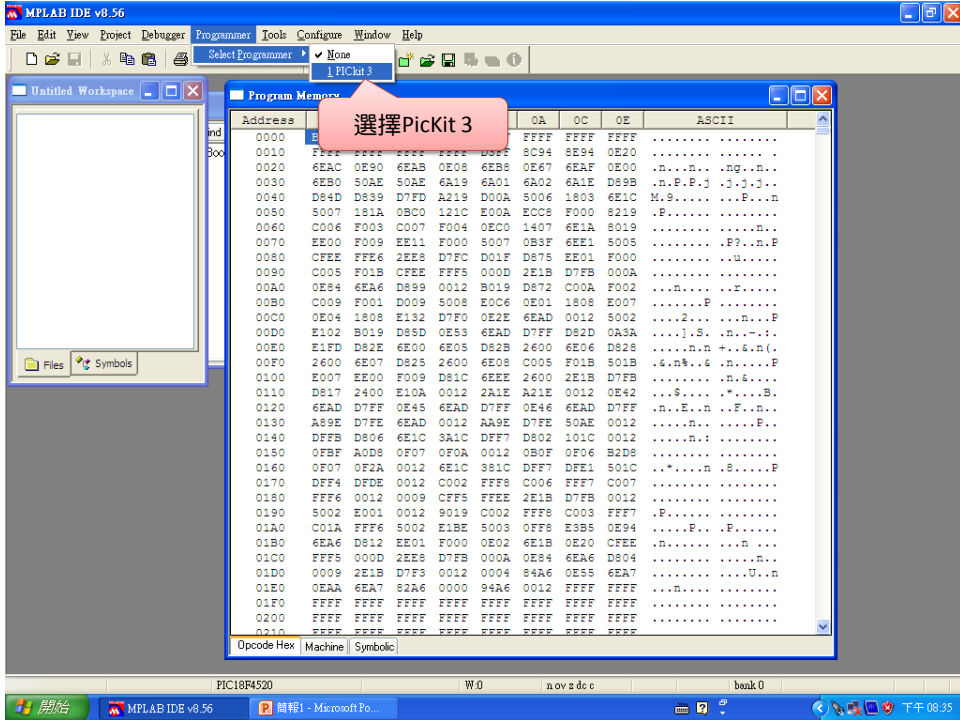 MPLAB IDE v8.56
File Edit View Project Debugger Programmer Tools Configure Window Help
Select Programmer
None
1 PICkit 3
Untitled Workspace
Program Memory
選擇PicKit 3
Address 0A 0C 0E ASCII
0000 FFFF FFFF FFFF ........ ........
0010 FFFF FFFF FFFF FFFF D3FF 8C94 8E94 0E20 ........ ...... .
0020 6EAC 0E90 6EAB 0E08 6EB8 0E67 6EAF 0E00 .n...n.. .ng.n..
0030 6EB0 50AE 50AE 6A19 6A01 6A02 6A1E D89B .n.P.P.j .j.j.j..
0040 D84D D839 D7FD A219 D00A 5006 1803 6E1C M.9..... ...P...n
0050 5007 181A 0BC0 121C E00A ECC8 F000 8219 .P...... ........
0060 C006 F003 C007 F004 0EC0 1407 6E1A 8019 ........ .....n..
0070 EE00 F009 EE11 F000 5007 0B3F 6EE1 5005 ........ .P?..n.P
0080 CFEE FFE6 2EE8 D7FC D01F D875 EE01 F000 ........ ..u.....
0090 C005 F01B CFEE FFF5 000D 2E1B D7FB 000A ........ ........
00A0 0E84 6EA6 D899 0012 B019 D872 C00A F002 ...n.... ..r.....
00B0 C009 F001 D009 5008 E0C6 0E01 1808 E007 .......P ........
00C0 0E04 1808 E132 D7F0 0E2E 6EAD 0012 5002 ....2... ...n...P
00D0 E102 B019 D85D 0E53 6EAD D7FF D82D 0A3A ....].S. .n..-.:.
00E0 E1FD D82E 6E00 6E05 D82B 2600 6E06 D828 .....n.n +..&.n(.
00F0 2600 6E07 D825 2600 6E08 C005 F01B 501B .&.n%..& .n.....P
0100 E007 EE00 F009 D81C 6EEE 2600 2E1B D7FB ........ .n.&....
0110 D817 2400 E10A 0012 2A1E A21E 0012 0E42 ...$.... .*....B.
0120 6EAD D7FF 0E45 6EAD D7FF 0E46 6EAD D7FF .n..E..n ..F..n..
0130 A89E D7FE 6EAD 0012 AA9E D7FE 50AE 0012 .....n.. .....P..
0140 DFFB D806 6E1C 3A1C DFF7 D802 101C 0012 .....n.: ........
0150 0FBF A0D8 0F07 0F0A 0012 0B0F 0F06 B2D8 ........ ........
0160 0F07 0F2A 0012 6E1C 381C DFF7 DFE1 501C ..*....n .8.....P
0170 DFF4 DFDE 0012 C002 FFF8 C006 FFF7 C007 ........ ........
0180 FFF6 0012 0009 CFF5 FFEE 2E1B D7FB 0012 ........ ........
0190 5002 E001 0012 9019 C002 FFF8 C003 FFF7 .P...... ........
01A0 C01A FFF6 5002 E1BE 5003 0FF8 E3B5 0E94 .....P.. .P......
01B0 6EA6 D812 EE01 F000 0E02 6E1B 0E20 CFEE .n...... ...n ...
01C0 FFF5 000D 2EE8 D7FB 000A 0E84 6EA6 D804 ........ .....n..
01D0 0009 2E1B D7F3 0012 0004 84A6 0E55 6EA7 ........ ....U..n
01E0 0EAA 6EA7 82A6 0000 94A6 0012 FFFF FFFF ...n.... ........
01F0 FFFF FFFF FFFF FFFF FFFF FFFF FFFF FFFF ........ ........
0200 FFFF FFFF FFFF FFFF FFFF FFFF FFFF FFFF ........ ........
0210 FFFF FFFF FFFF FFFF FFFF FFFF FFFF FFFF
Files Symbols
Opcode Hex Machine Symbolic
PIC18F4520 W:0 n ov z dc c bank 0
開始 MPLAB IDE v8.56 簡報1 - Microsoft Po... 下午 08:35